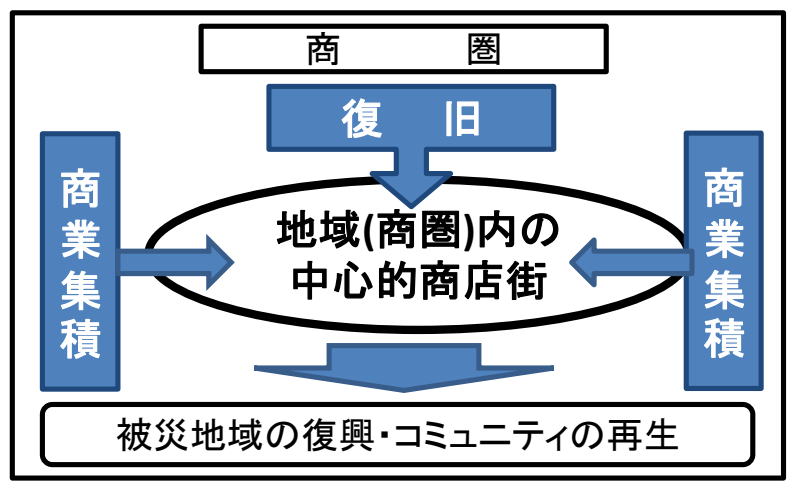 商　　　圏
復　旧
商業集積
地域(商圏)内の
中心的商店街
商業集積
被災地域の復興・コミュニティの再生